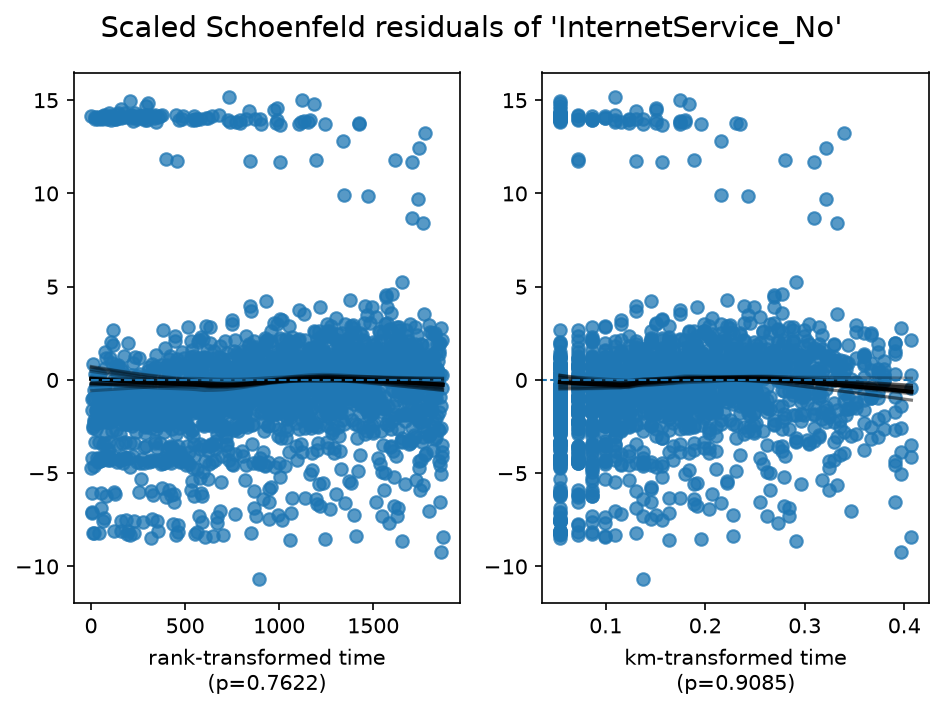 Scaled Schoenfeld residuals of 'InternetService_No'
15
10
5
0
−5
−10
0 500 1000 1500
rank-transformed time
(p=0.7622)
15
10
5
0
−5
−10
0.1 0.2 0.3 0.4
km-transformed time
(p=0.9085)